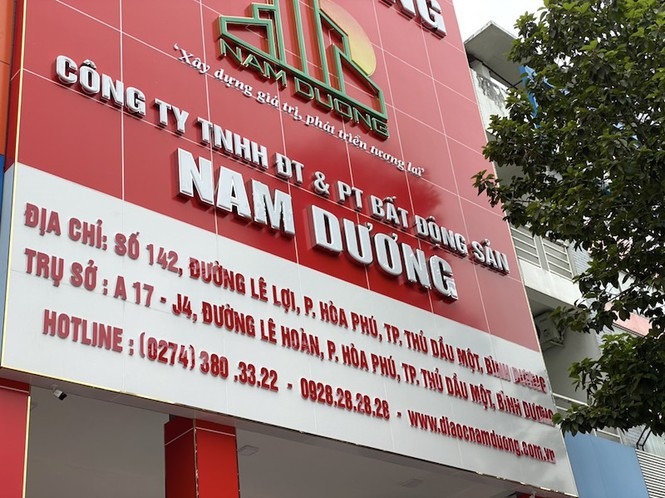 NG
NAM DƯƠNG
"Xây dựng giá trị, phát triển tương lai"
CÔNG TY TNHH ĐT & PT BẤT ĐỘNG SẢN
NAM DƯƠNG
ĐỊA CHỈ: SỐ 142, ĐƯỜNG LÊ LỢI, P. HÒA PHÚ, TP. THỦ DẦU MỘT, BÌNH DƯƠNG
TRỤ SỞ : A 17 - J4, ĐƯỜNG LÊ HOÀN, P. HÒA PHÚ, TP. THỦ DẦU MỘT, BÌNH DƯƠNG
HOTLINE : (0274) 380 .33.22 - 0928.28.28.28 - www.diaocnamduong.com.vn